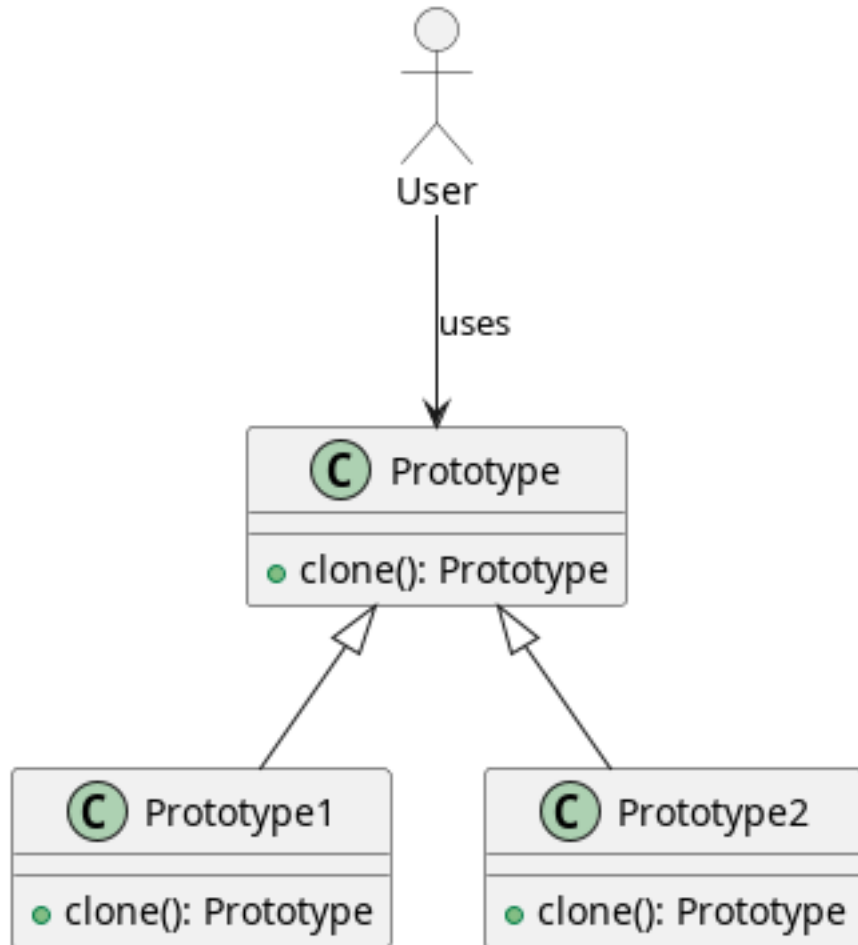 User
uses
C Prototype
clone(): Prototype
C Prototype1
clone(): Prototype
C Prototype2
clone(): Prototype